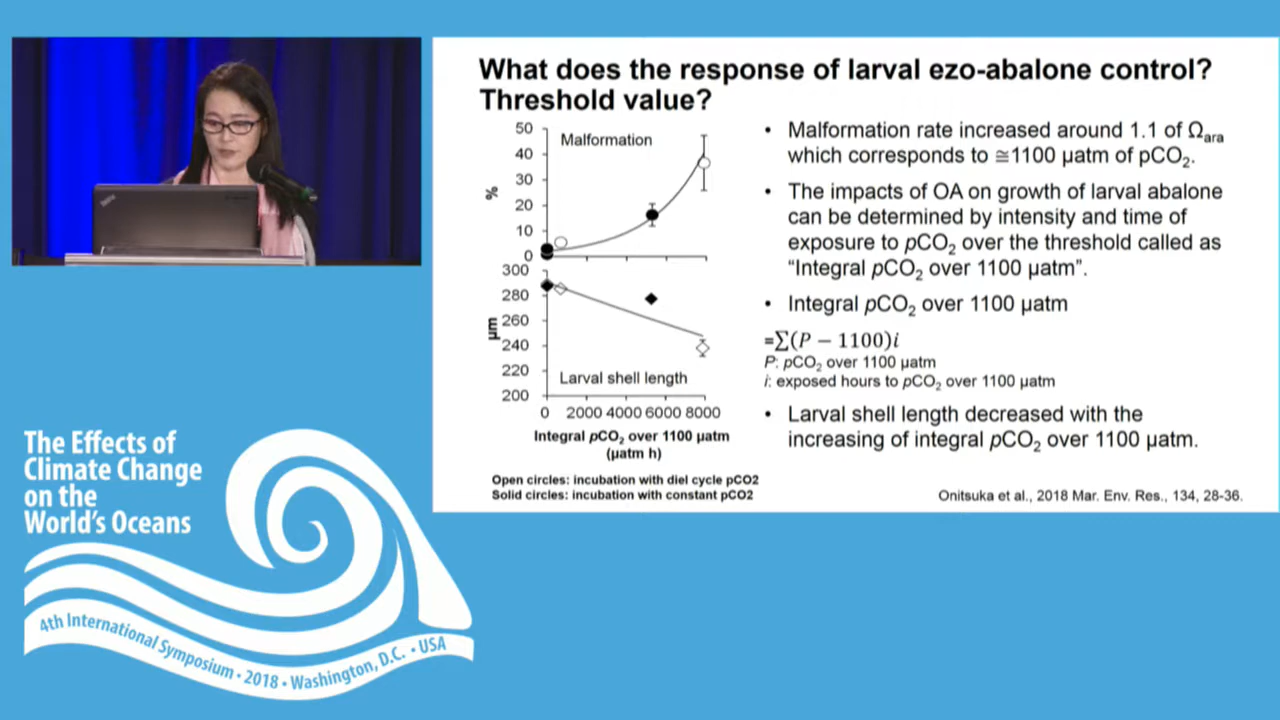 What does the response of larval ezo-abalone control?
Threshold value?
50
40
30
20
10
0
%
Malformation
300
280
260
240
220
200
µm
Larval shell length
0 2000 4000 6000 8000
Integral pCO2 over 1100 µatm
(µatm h)
Open circles: incubation with diel cycle pCO2
Solid circles: incubation with constant pCO2
• Malformation rate increased around 1.1 of Ωara
which corresponds to ≅1100 µatm of pCO2.
• The impacts of OA on growth of larval abalone
can be determined by intensity and time of
exposure to pCO2 over the threshold called as
“Integral pCO2 over 1100 µatm”.
• Integral pCO2 over 1100 µatm
=∑(P − 1100)i
P: pCO2 over 1100 µatm
i: exposed hours to pCO2 over 1100 µatm
• Larval shell length decreased with the
increasing of integral pCO2 over 1100 µatm.
Onitsuka et al., 2018 Mar. Env. Res., 134, 28-36.
The Effects of
Climate Change
on the
World's Oceans
4th International Symposium • 2018 • Washington, D.C. • USA